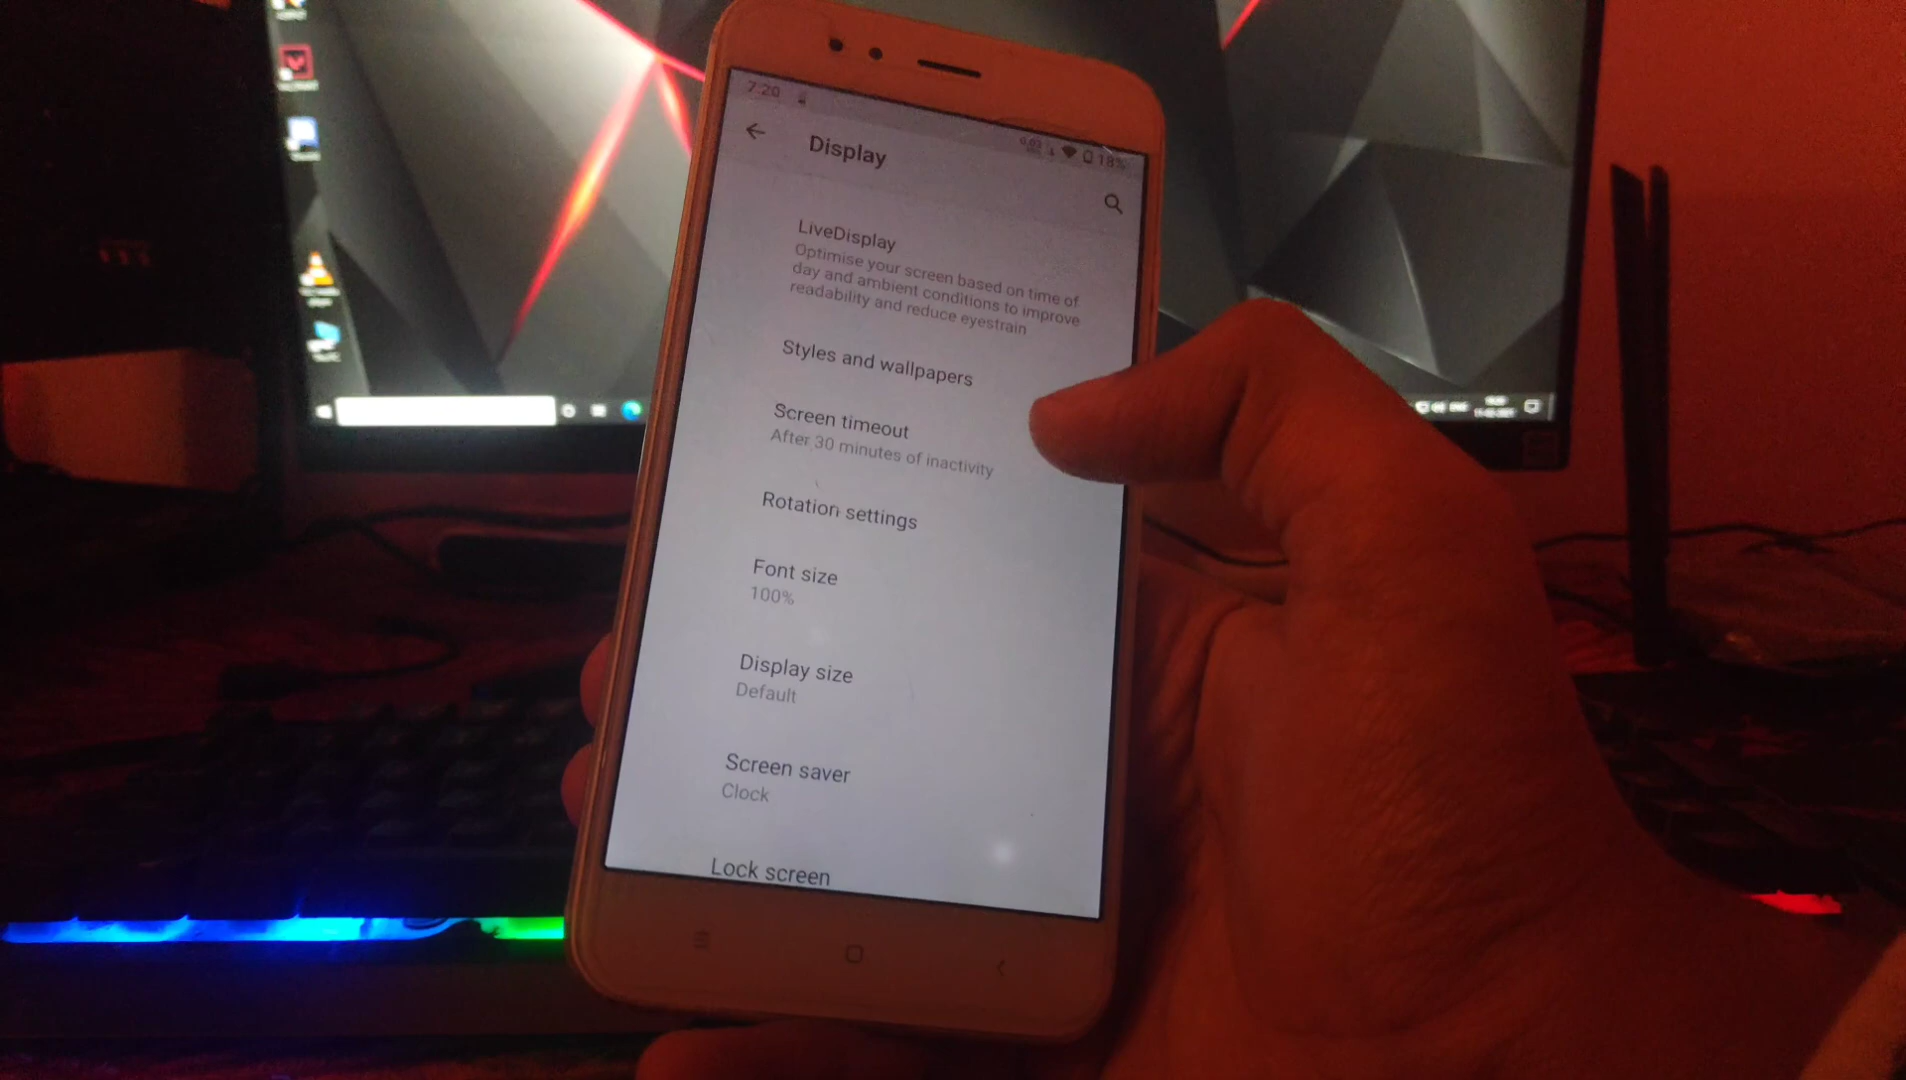 7:20
18%
Display
LiveDisplay
Optimise your screen based on time of
day and ambient conditions to improve
readability and reduce eyestrain
Styles and wallpapers
Screen timeout
After 30 minutes of inactivity
Rotation settings
Font size
100%
Display size
Default
Screen saver
Clock
Lock screen